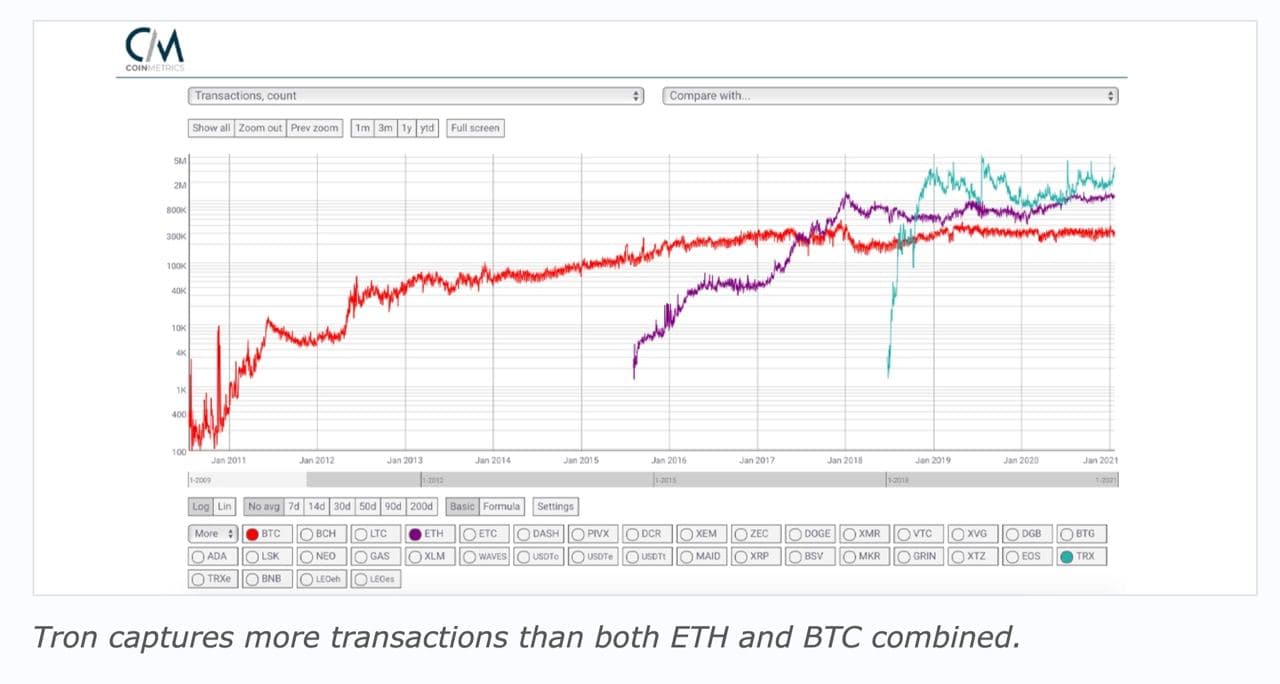 CM
COINMETRICS
Transactions, count Compare with...
Show all Zoom out Prev zoom 1m 3m 1y ytd Full screen
5M
2M
800K
300K
100K
40K
10K
4K
1K
400
100
Jan 2011 Jan 2012 Jan 2013 Jan 2014 Jan 2015 Jan 2016 Jan 2017 Jan 2018 Jan 2019 Jan 2020 Jan 2021
1-2009 1-2012 1-2015 1-2018 1-2021
Log Lin No avg 7d 14d 30d 50d 90d 200d Basic Formula Settings
More BTC BCH LTC ETH ETC DASH PIVX DCR XEM ZEC DOGE XMR VTC XVG DGB BTG
ADA LSK NEO GAS XLM WAVES USDTo USDTe USDTt MAID XRP BSV MKR GRIN XTZ EOS TRX
TRXe BNB LEOeh LEOes
Tron captures more transactions than both ETH and BTC combined.